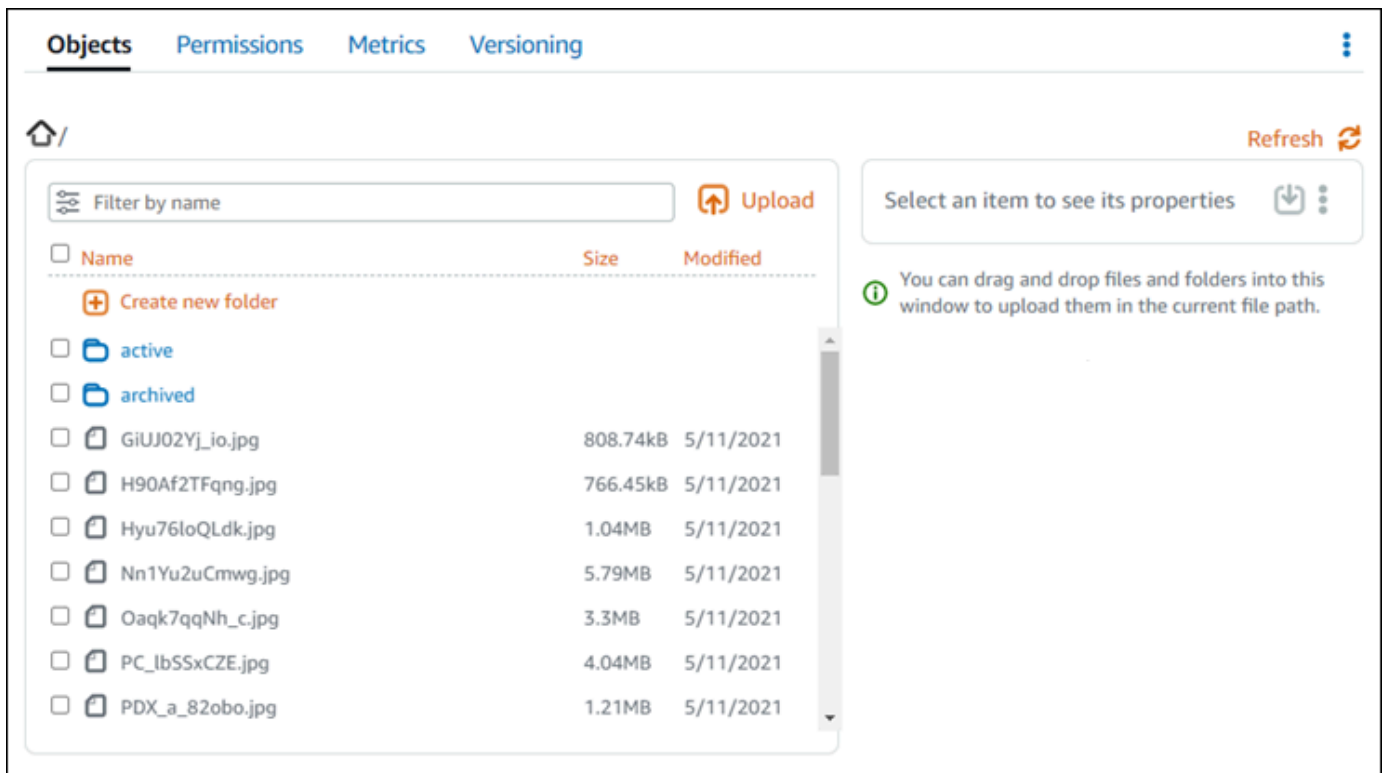 Objects Permissions Metrics Versioning
/
Refresh
Filter by name
Upload
Select an item to see its properties
Name Size Modified
You can drag and drop files and folders into this
window to upload them in the current file path.
Create new folder
active
archived
GiUJ02Yj_io.jpg 808.74kB 5/11/2021
H90Af2TFqng.jpg 766.45kB 5/11/2021
Hyu76loQLdk.jpg 1.04MB 5/11/2021
Nn1Yu2uCmwg.jpg 5.79MB 5/11/2021
Oaqk7qqNh_c.jpg 3.3MB 5/11/2021
PC_lbSSxCZE.jpg 4.04MB 5/11/2021
PDX_a_82obo.jpg 1.21MB 5/11/2021